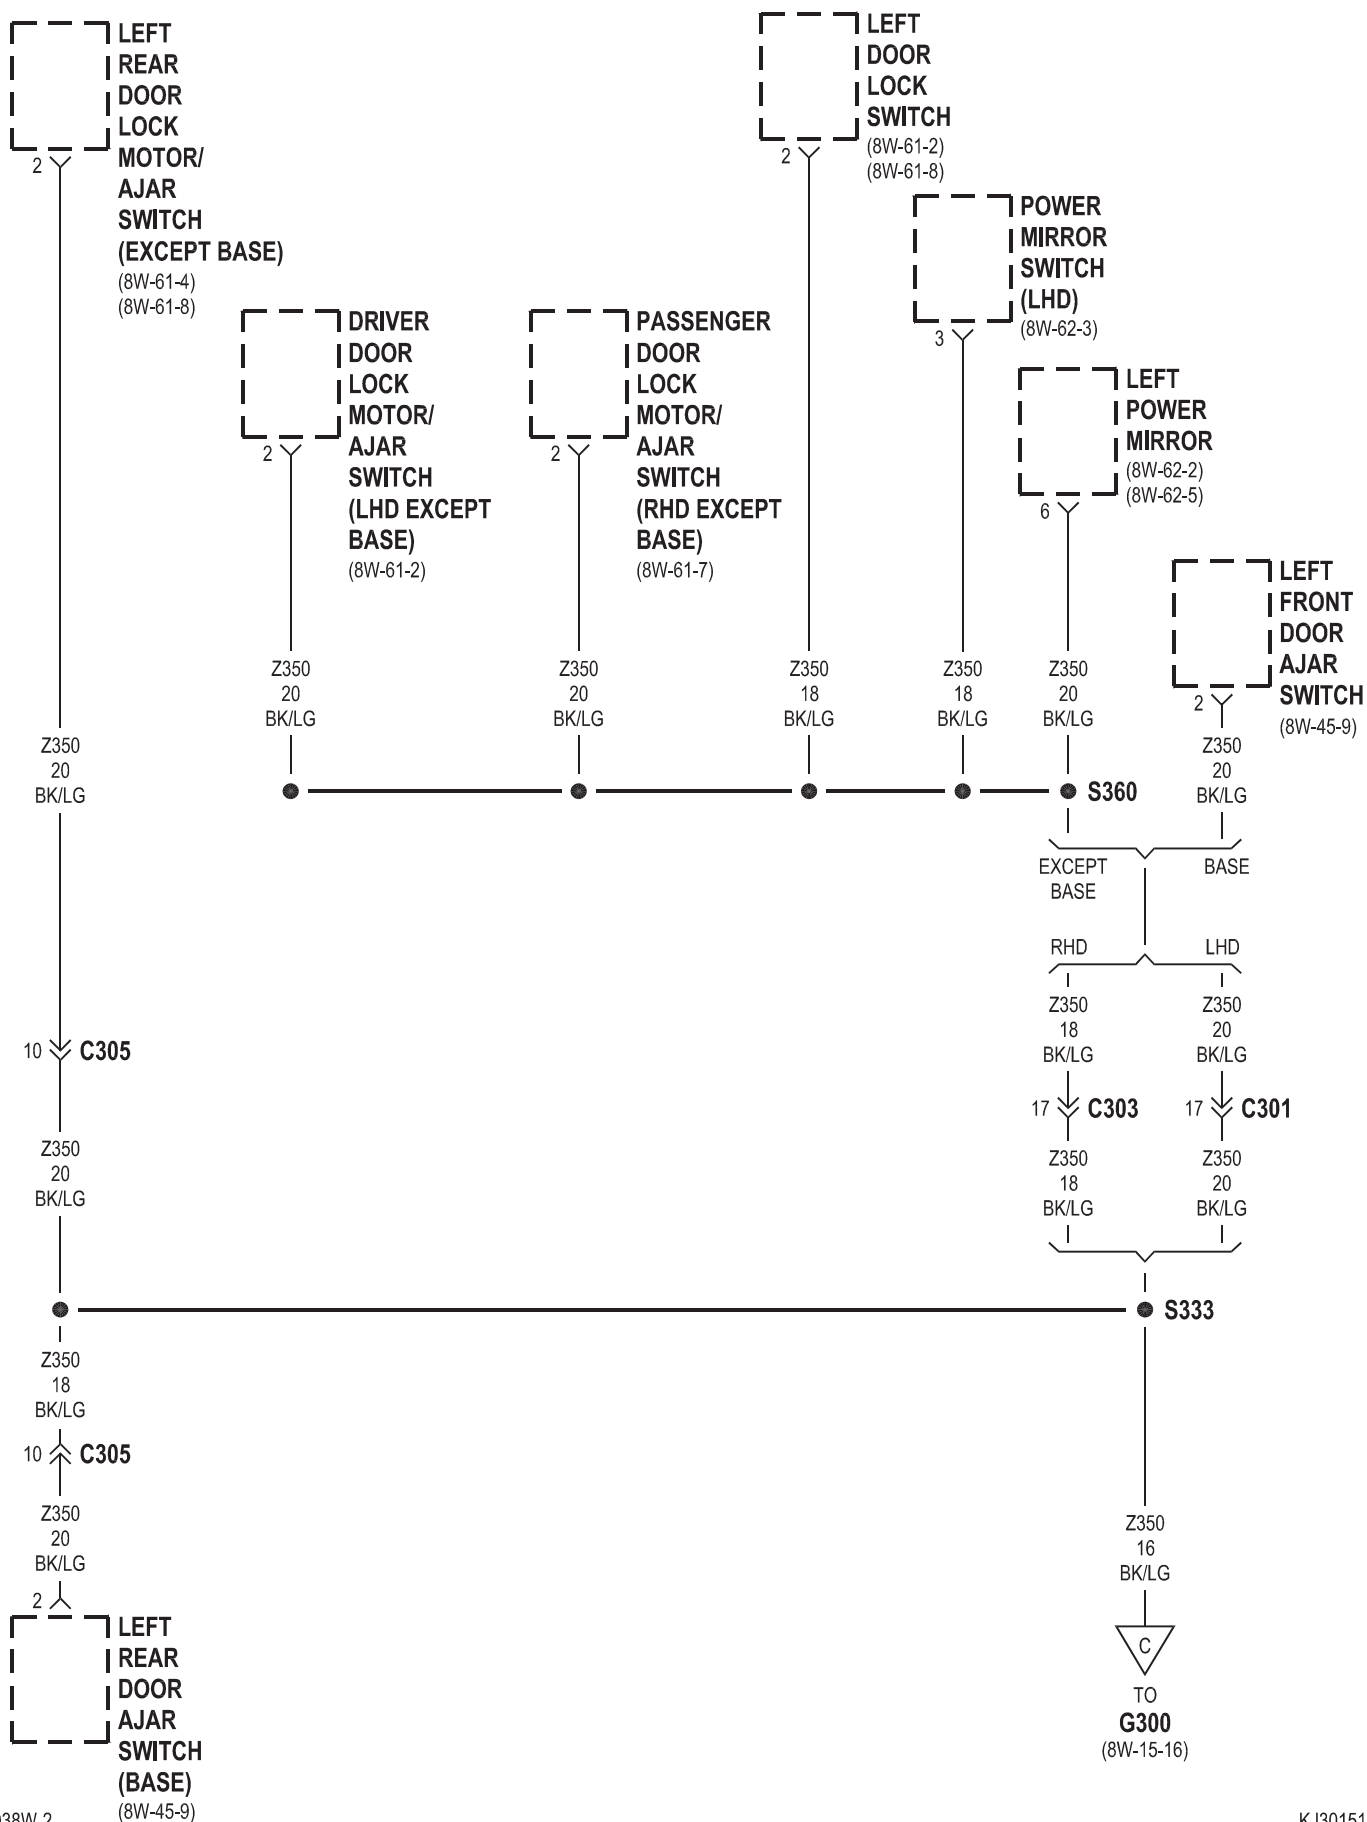 LEFT
REAR
DOOR
LOCK
MOTOR/
AJAR
SWITCH
(EXCEPT BASE)
(8W-61-4)
(8W-61-8)
2
LEFT
DOOR
LOCK
SWITCH
(8W-61-2)
(8W-61-8)
2
POWER
MIRROR
SWITCH
(LHD)
(8W-62-3)
3
DRIVER
DOOR
LOCK
MOTOR/
AJAR
SWITCH
(LHD EXCEPT
BASE)
(8W-61-2)
2
PASSENGER
DOOR
LOCK
MOTOR/
AJAR
SWITCH
(RHD EXCEPT
BASE)
(8W-61-7)
2
LEFT
POWER
MIRROR
(8W-62-2)
(8W-62-5)
6
LEFT
FRONT
DOOR
AJAR
SWITCH
(8W-45-9)
2
Z350
20
BK/LG
Z350
20
BK/LG
Z350
20
BK/LG
Z350
18
BK/LG
Z350
18
BK/LG
Z350
20
BK/LG
Z350
20
BK/LG
S360
EXCEPT
BASE
BASE
RHD
LHD
Z350
18
BK/LG
Z350
20
BK/LG
10
C305
17
C303
17
C301
Z350
20
BK/LG
Z350
18
BK/LG
Z350
20
BK/LG
S333
Z350
18
BK/LG
10
C305
Z350
20
BK/LG
2
LEFT
REAR
DOOR
AJAR
SWITCH
(BASE)
(8W-45-9)
Z350
16
BK/LG
C
TO
G300
(8W-15-16)